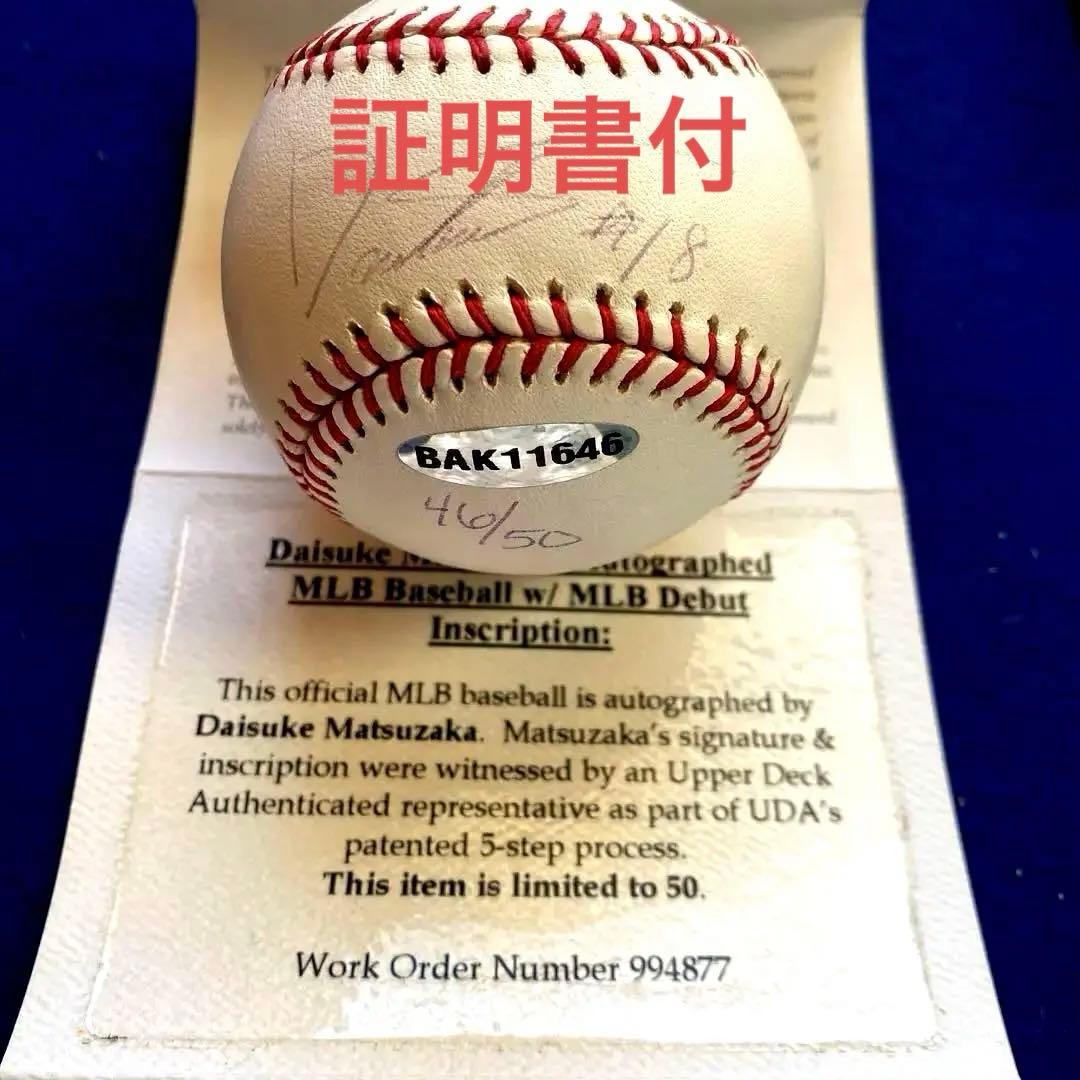 証明書付
#18
BAK11646
46/50
Daisuke utographed
MLB Baseball w/ MLB Debut
Inscription:
This official MLB baseball is autographed by
Daisuke Matsuzaka. Matsuzaka's signature &
inscription were witnessed by an Upper Deck
Authenticated representative as part of UDA's
patented 5-step process.
This item is limited to 50.
Work Order Number 994877